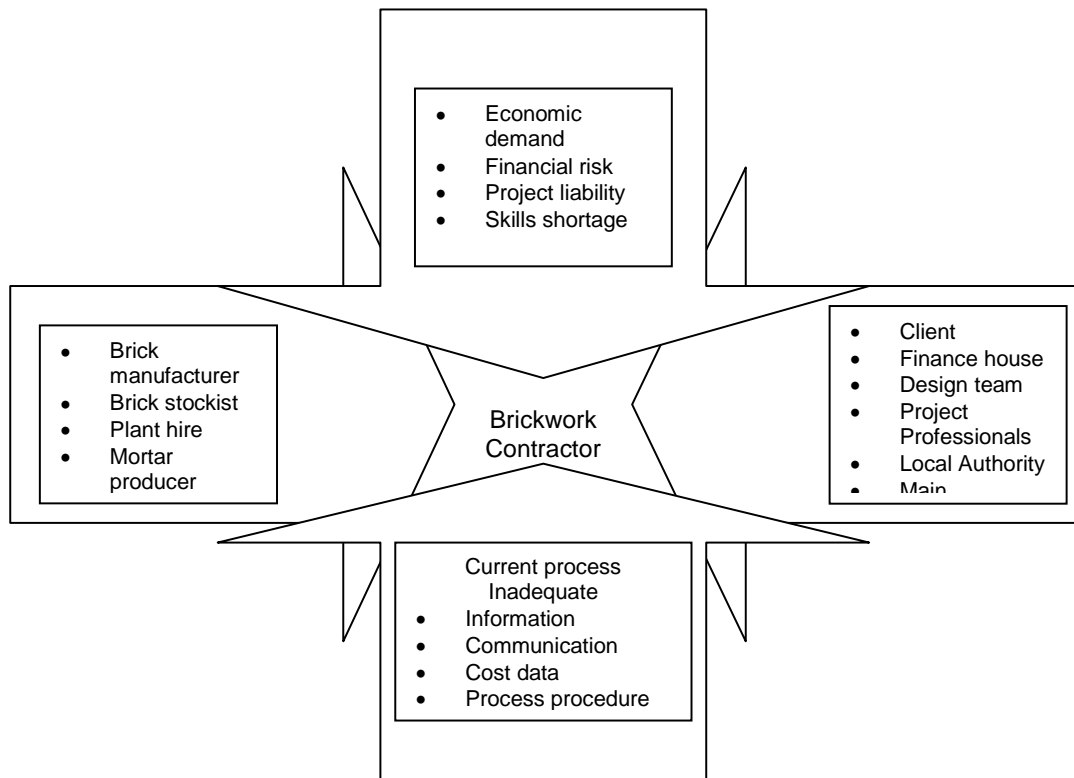 • Economic
demand
• Financial risk
• Project liability
• Skills shortage
• Brick
manufacturer
• Brick stockist
• Plant hire
• Mortar
producer
Brickwork
Contractor
• Client
• Finance house
• Design team
• Project
Professionals
• Local Authority
• Main
Current process
Inadequate
• Information
• Communication
• Cost data
• Process procedure